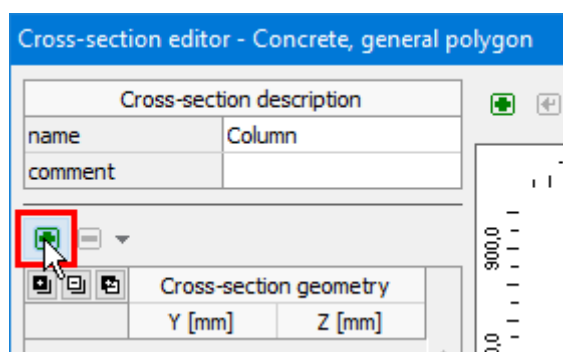 Cross-section editor - Concrete, general polygon
Cross-section description
name Column
comment
Cross-section geometry
Y [mm] Z [mm]
900,0